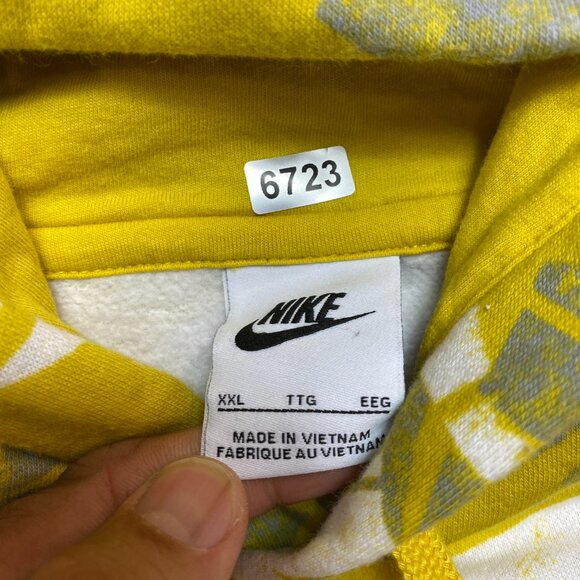 6723
NIKE
XXL TTG EEG
MADE IN VIETNAM
FABRIQUE AU VIETNAM